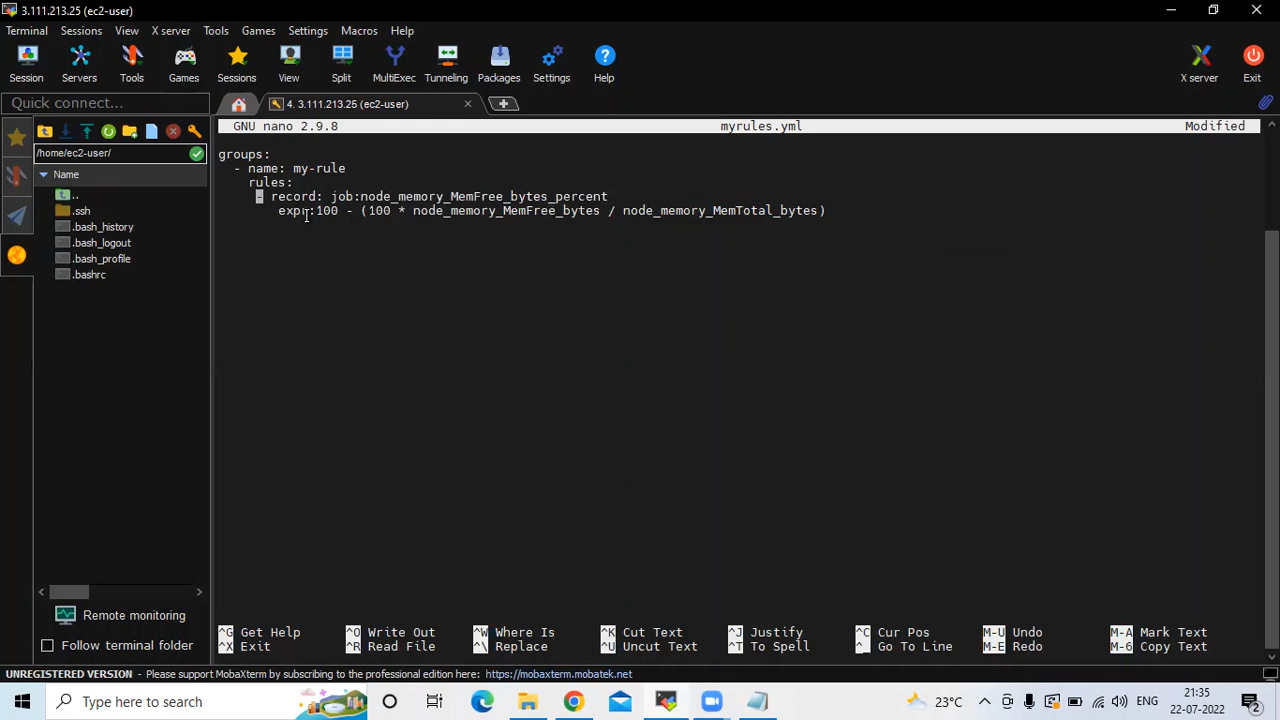 3.111.213.25 (ec2-user)
Terminal Sessions View X server Tools Games Settings Macros Help
Session Servers Tools Games Sessions View Split MultiExec Tunneling Packages Settings Help X server Exit
Quick connect...
4. 3.111.213.25 (ec2-user)
GNU nano 2.9.8 myrules.yml Modified
/home/ec2-user/
Name
..
.ssh
.bash_history
.bash_logout
.bash_profile
.bashrc
groups:
- name: my-rule
rules:
- record: job:node_memory_MemFree_bytes_percent
expr:100 - (100 * node_memory_MemFree_bytes / node_memory_MemTotal_bytes)
Remote monitoring
Follow terminal folder
^G Get Help ^O Write Out ^W Where Is ^K Cut Text ^J Justify ^C Cur Pos M-U Undo M-A Mark Text
^X Exit ^R Read File ^\ Replace ^U Uncut Text ^T To Spell ^_ Go To Line M-E Redo M-6 Copy Text
UNREGISTERED VERSION - Please support MobaXterm by subscribing to the professional edition here: https://mobaxterm.mobatek.net
Type here to search
23°C
ENG
21:35
22-07-2022
2